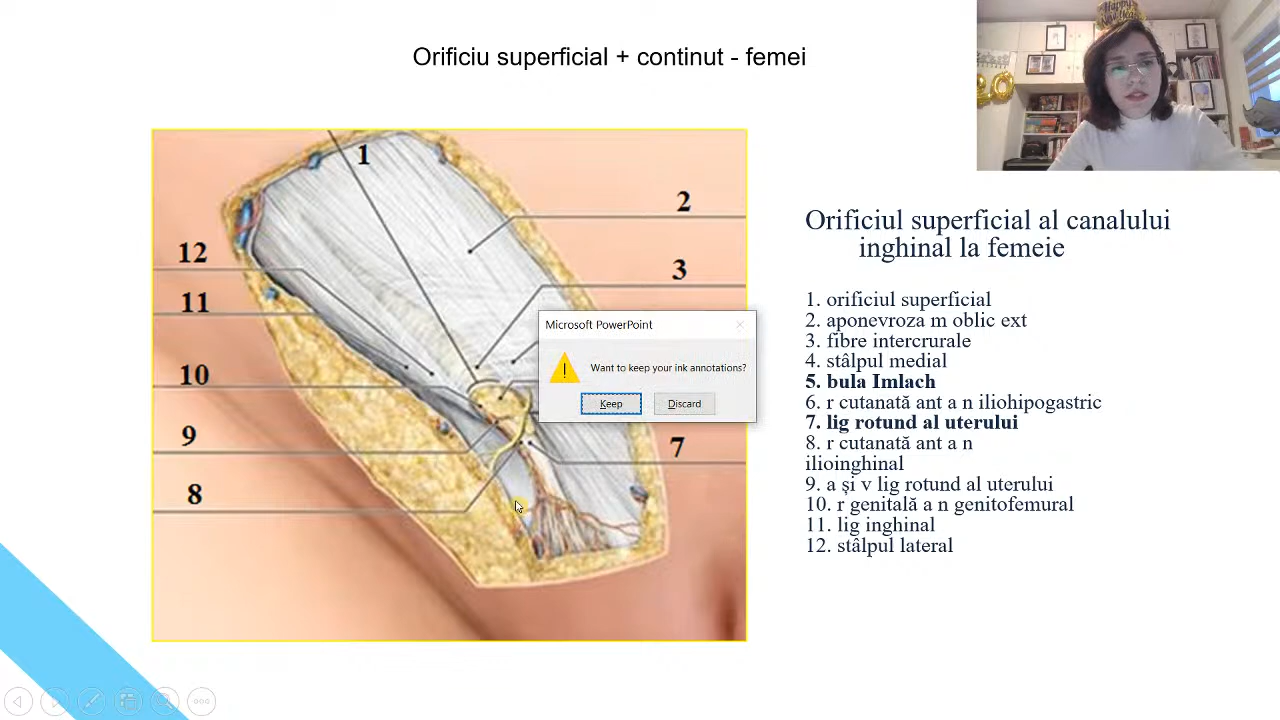 Orificiu superficial + continut - femei
1
2
3
12
11
10
9
8
7
Microsoft PowerPoint
Want to keep your ink annotations?
Keep
Discard
Orificiul superficial al canalului
inghinal la femeie
1. orificiul superficial
2. aponevroza m oblic ext
3. fibre intercrurale
4. stâlpul medial
5. bula Imlach
6. r cutanată ant a n iliohipogastric
7. lig rotund al uterului
8. r cutanată ant a n
ilioinghinal
9. a și v lig rotund al uterului
10. r genitală a n genitofemural
11. lig inghinal
12. stâlpul lateral